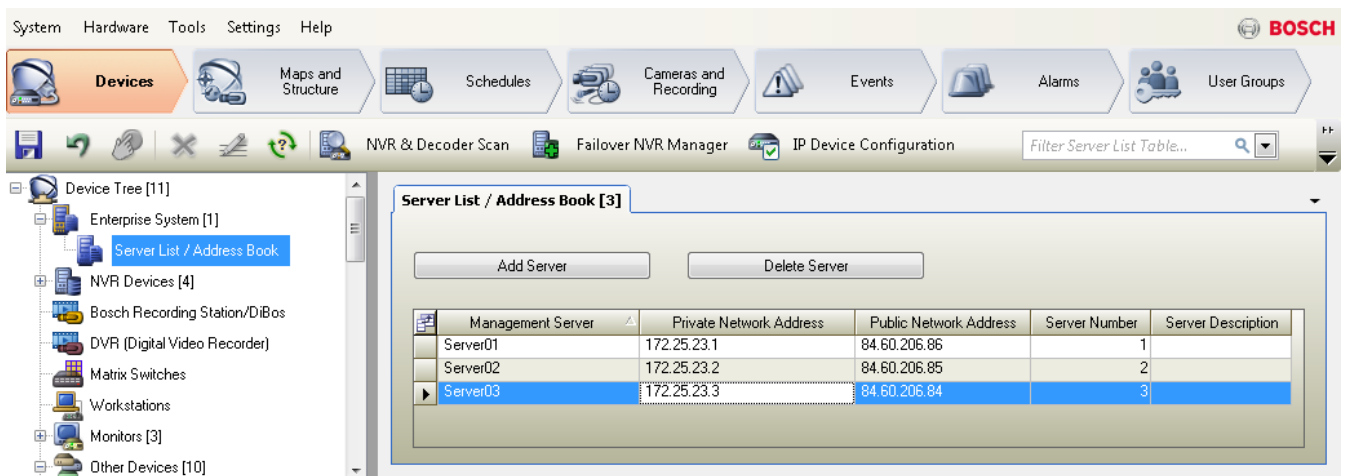 System Hardware Tools Settings Help BOSCH
Devices Maps and Structure Schedules Cameras and Recording Events Alarms User Groups
NVR & Decoder Scan Failover NVR Manager IP Device Configuration Filter Server List Table...
Device Tree [11]
Enterprise System [1]
Server List / Address Book
NVR Devices [4]
Bosch Recording Station/DiBos
DVR (Digital Video Recorder)
Matrix Switches
Workstations
Monitors [3]
Other Devices [10]
Server List / Address Book [3]
Add Server Delete Server
Management Server Private Network Address Public Network Address Server Number Server Description
Server01 172.25.23.1 84.60.206.86 1
Server02 172.25.23.2 84.60.206.85 2
Server03 172.25.23.3 84.60.206.84 3